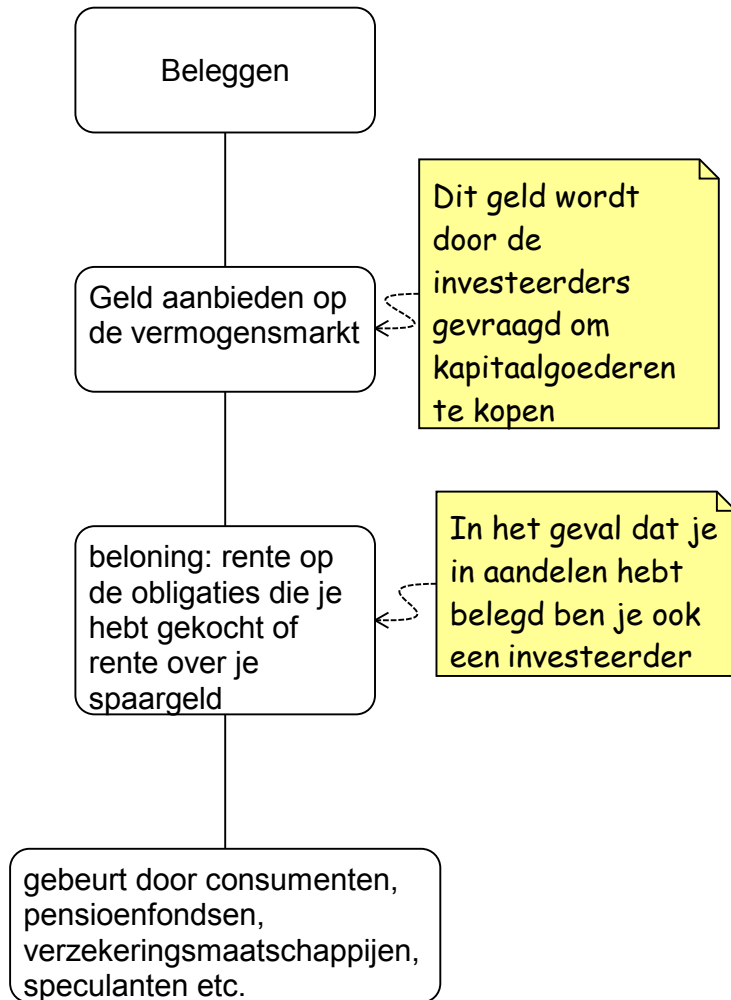 Beleggen
Dit geld wordt
door de
investeerders
gevraagd om
kapitaalgoederen
te kopen
Geld aanbieden op
de vermogensmarkt
In het geval dat je
in aandelen hebt
belegd ben je ook
een investeerder
beloning: rente op
de obligaties die je
hebt gekocht of
rente over je
spaargeld
gebeurt door consumenten,
pensioenfondsen,
verzekeringsmaatschappijen,
speculanten etc.